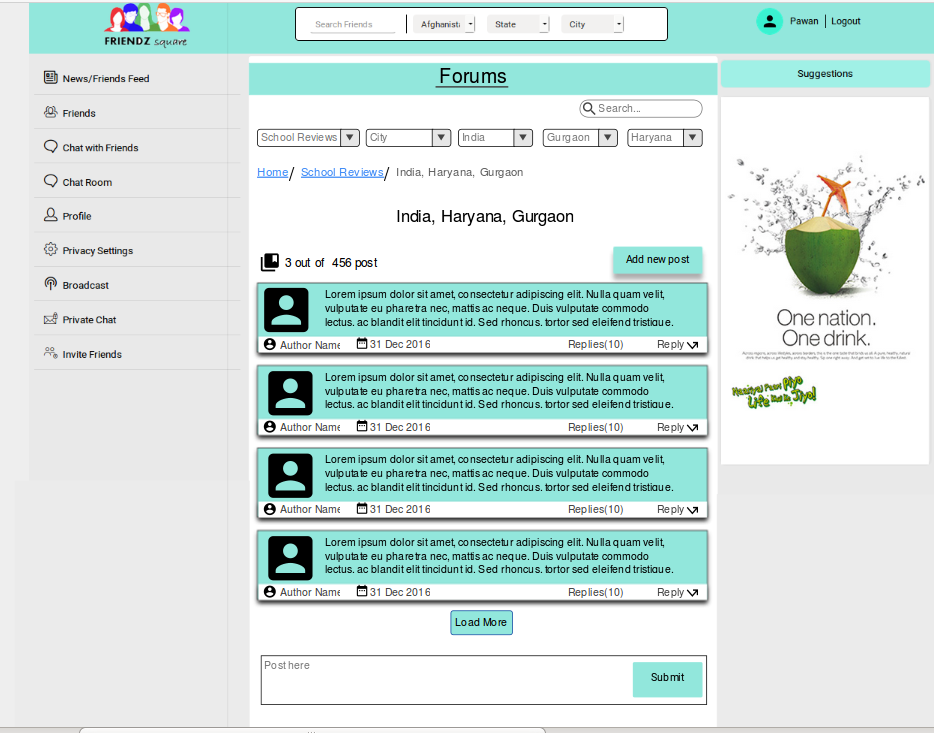 FRIENDZ square
Search Friends
Afghanist
State
City
Pawan | Logout
News/Friends Feed
Friends
Chat with Friends
Chat Room
Profile
Privacy Settings
Broadcast
Private Chat
Invite Friends
Forums
Search...
School Reviews
City
India
Gurgaon
Haryana
Home/ School Reviews/ India, Haryana, Gurgaon
India, Haryana, Gurgaon
3 out of 456 post
Add new post
Lorem ipsum dolor sit amet, consectetur adipiscing elit. Nulla quam velit,
vulputate eu pharetra nec, mattis ac neque. Duis vulputate commodo
lectus, ac blandit elit tincidunt id. Sed rhoncus, tortor sed eleifend tristique,
Author Name 31 Dec 2016 Replies(10) Reply
Lorem ipsum dolor sit amet, consectetur adipiscing elit. Nulla quam velit,
vulputate eu pharetra nec, mattis ac neque. Duis vulputate commodo
lectus, ac blandit elit tincidunt id. Sed rhoncus, tortor sed eleifend tristique,
Author Name 31 Dec 2016 Replies(10) Reply
Lorem ipsum dolor sit amet, consectetur adipiscing elit. Nulla quam velit,
vulputate eu pharetra nec, mattis ac neque. Duis vulputate commodo
lectus, ac blandit elit tincidunt id. Sed rhoncus, tortor sed eleifend tristique,
Author Name 31 Dec 2016 Replies(10) Reply
Lorem ipsum dolor sit amet, consectetur adipiscing elit. Nulla quam velit,
vulputate eu pharetra nec, mattis ac neque. Duis vulputate commodo
lectus, ac blandit elit tincidunt id. Sed rhoncus, tortor sed eleifend tristique,
Author Name 31 Dec 2016 Replies(10) Reply
Load More
Post here
Submit
Suggestions
One nation.
One drink.
Nariyal Pani Piyo
Life Jiyo!